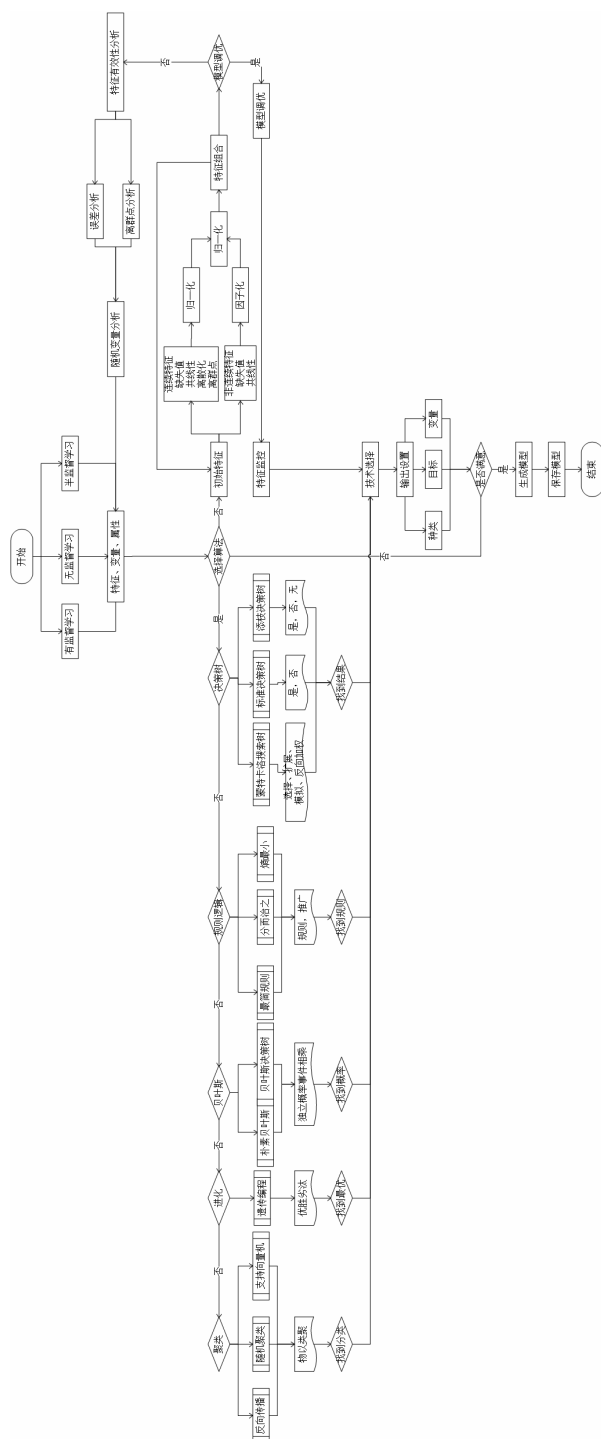 开始
有监督学习
无监督学习
半监督学习
特征、变量、属性
随机变量分析
误差分析
离群点分析
特征有效性分析
否
模型调优
是
模型调优
特征组合
归一化
归一化
因子化
连续特征
缺失值
共线性
离散化
离群点
非连续特征
缺失值
共线性
初始特征
特征监控
否
选择算法
是
决策树
蒙特卡洛搜索树
标准决策树
添枝决策树
选择、扩展、
模拟、反向加权
是，否
是，否，无
找到结果
否
规则逻辑
最简规则
分而治之
熵最小
规则，推广
找到规则
否
贝叶斯
朴素贝叶斯
贝叶斯决策树
独立概率事件相乘
找到概率
否
进化
遗传编程
优胜劣汰
找到最优
否
聚类
反向传播
随机聚类
支持向量机
物以类聚
找到分类
技术选择
输出设置
种类
目标
变量
是否满意
否
是
生成模型
保存模型
结束